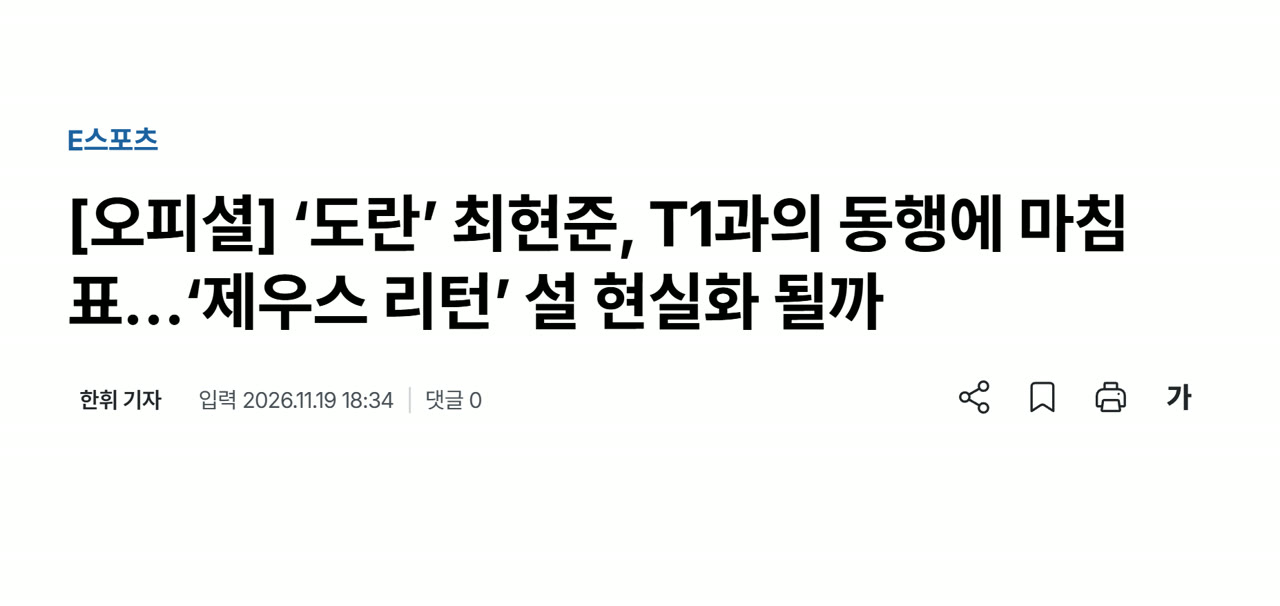 E스포츠
[오피셜] ‘도란’ 최현준, T1과의 동행에 마침
표…‘제우스 리턴’ 설 현실화 될까
한휘 기자 입력 2026.11.19 18:34 댓글 0 가